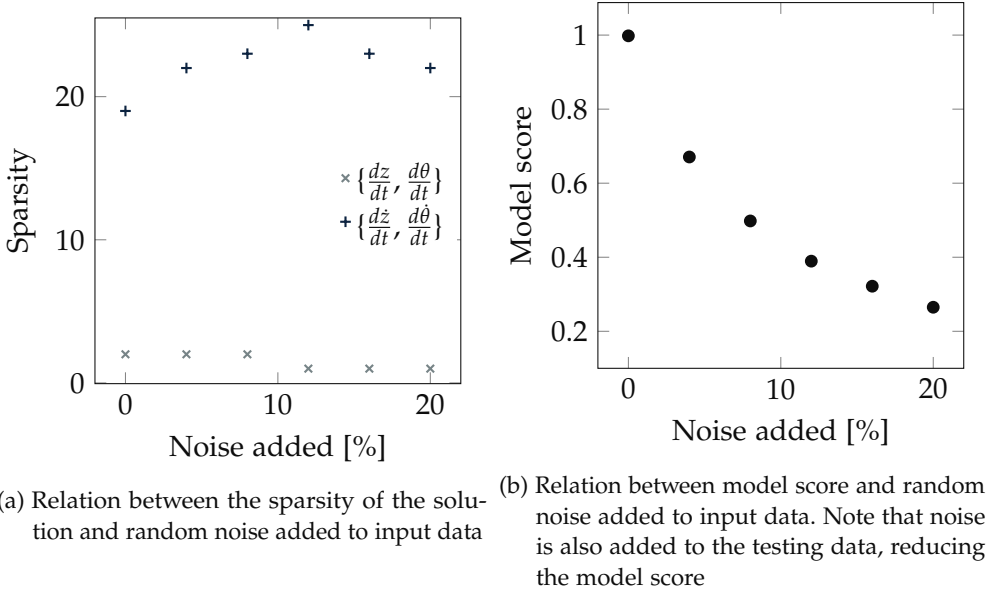 20
10
0
0
10
20
Sparsity
Noise added [%]
× {dz/dt, dθ/dt}
+ {dż/dt, dθ̇/dt}
(a) Relation between the sparsity of the solu-
tion and random noise added to input data
1
0.8
0.6
0.4
0.2
0
10
20
Model score
Noise added [%]
(b) Relation between model score and random
noise added to input data. Note that noise
is also added to the testing data, reducing
the model score